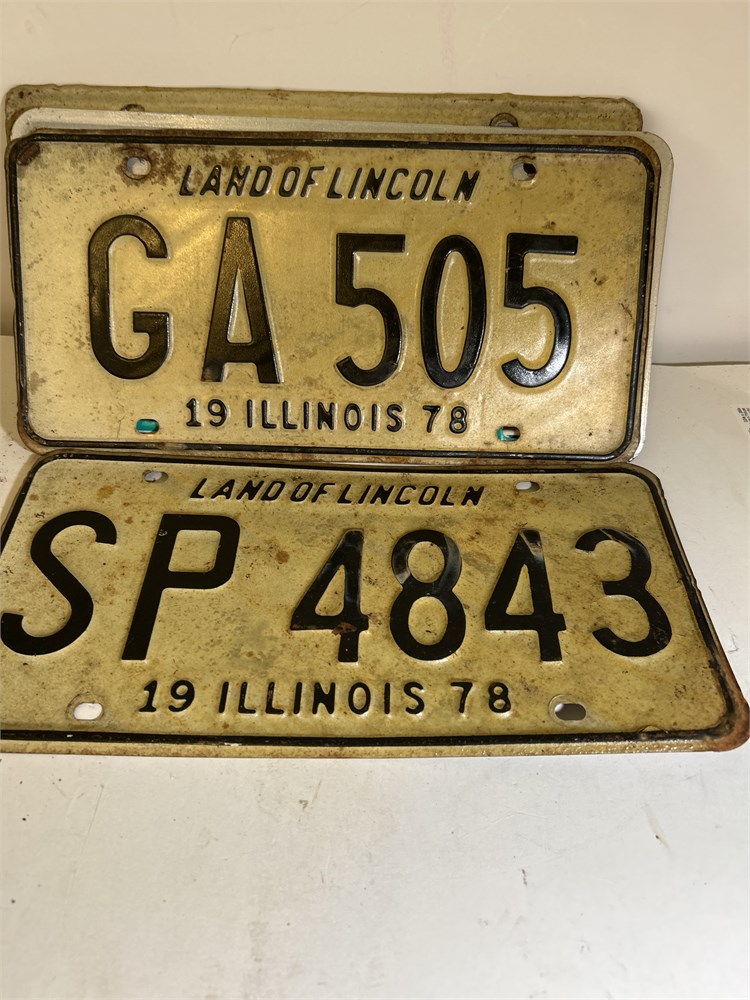 LAND OF LINCOLN
GA 505
19 ILLINOIS 78
LAND OF LINCOLN
SP 4843
19 ILLINOIS 78